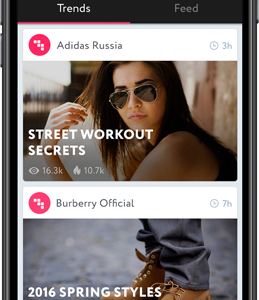 Trends
Feed
Adidas Russia
3h
STREET WORKOUT
SECRETS
16.3k
10.7k
Burberry Official
7h
2016 SPRING STYLES